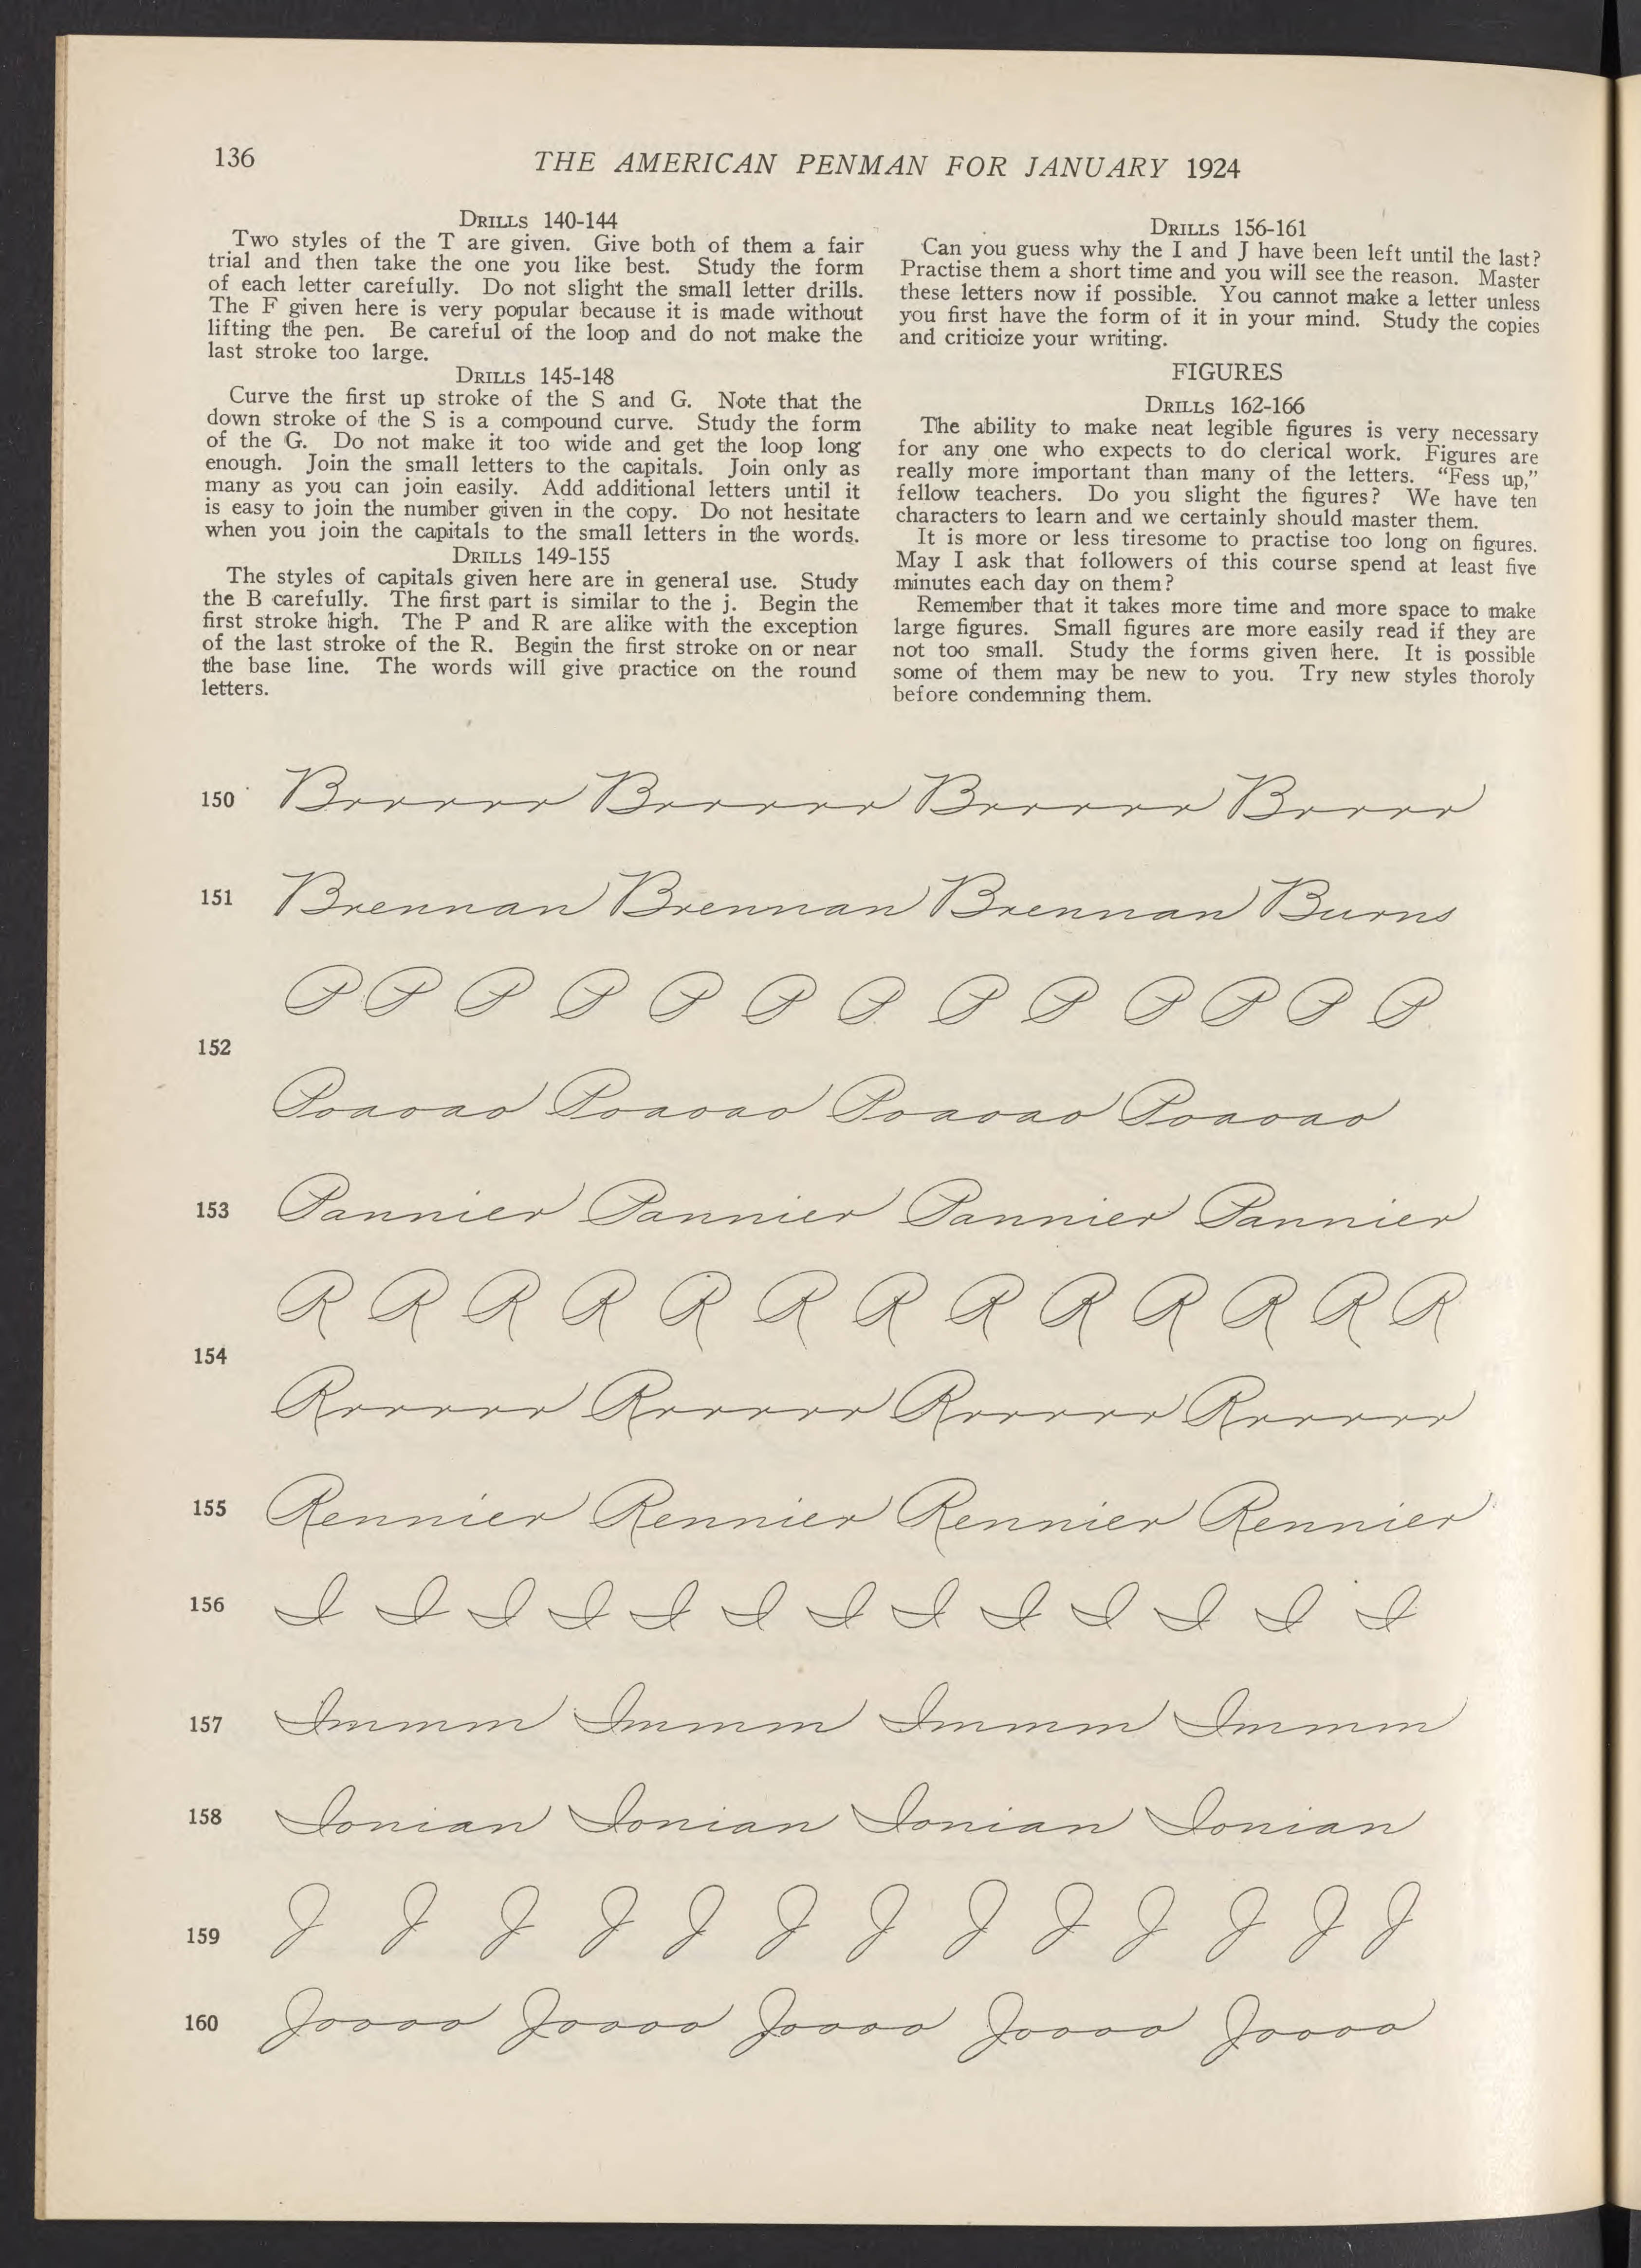 136
THE AMERICAN PENMAN FOR JANUARY 1924
DRILLS 140-144
Two styles of the T are given. Give both of them a fair
trial and then take the one you like best. Study the form
of each letter carefully. Do not slight the small letter drills.
The F given here is very popular because it is made without
lifting the pen. Be careful of the loop and do not make the
last stroke too large.
DRILLS 145-148
Curve the first up stroke of the S and G. Note that the
down stroke of the S is a compound curve. Study the form
of the G. Do not make it too wide and get the loop long
enough. Join the small letters to the capitals. Join only as
many as you can join easily. Add additional letters until it
is easy to join the number given in the copy. Do not hesitate
when you join the capitals to the small letters in the words.
DRILLS 149-155
The styles of capitals given here are in general use. Study
the B carefully. The first part is similar to the j. Begin the
first stroke high. The P and R are alike with the exception
of the last stroke of the R. Begin the first stroke on or near
the base line. The words will give practice on the round
letters.
DRILLS 156-161
Can you guess why the I and J have been left until the last?
Practise them a short time and you will see the reason. Master
these letters now if possible. You cannot make a letter unless
you first have the form of it in your mind. Study the copies
and criticize your writing.
FIGURES
DRILLS 162-166
The ability to make neat legible figures is very necessary
for any one who expects to do clerical work. Figures are
really more important than many of the letters. "Fess up,"
fellow teachers. Do you slight the figures? We have ten
characters to learn and we certainly should master them.
It is more or less tiresome to practise too long on figures.
May I ask that followers of this course spend at least five
minutes each day on them?
Remember that it takes more time and more space to make
large figures. Small figures are more easily read if they are
not too small. Study the forms given here. It is possible
some of them may be new to you. Try new styles thoroly
before condemning them.
150 Brrrrrr Brrrrrr Brrrrrr Brrrrr
151 Brennan Brennan Brennan Burns
P P P P P P P P P P P P P
152
Poaoao Poaoao Poaoao Poaoao
153 Pannier Pannier Pannier Pannier
R R R R R R R R R R R R R
154
Rrrrrrr Rrrrrrr Rrrrrrr Rrrrrrr
155 Rennier Rennier Rennier Rennier
156 I I I I I I I I I I I I I
157 Immm Immm Immm Immm
158 Ionian Ionian Ionian Ionian
159 J J J J J J J J J J J J J
160 Joooo Joooo Joooo Joooo Joooo